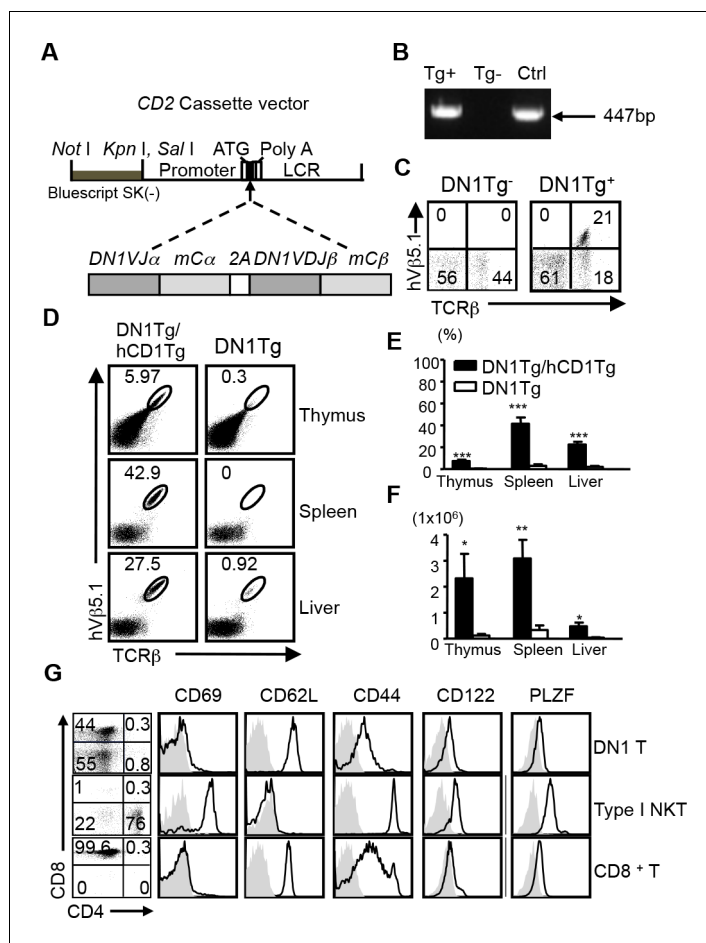 A
CD2 Cassette vector
Not I Kpn I, Sal I ATG Poly A
Promoter LCR
Bluescript SK(-)
DN1VJα mCα 2A DN1VDJβ mCβ
B
Tg+ Tg- Ctrl
447bp
C
DN1Tg- DN1Tg+
0 0 0 21
56 44 61 18
hVβ5.1
TCRβ
D
DN1Tg/
hCD1Tg DN1Tg
5.97 0.3
Thymus
42.9 0
Spleen
27.5 0.92
Liver
hVβ5.1
TCRβ
E
(%)
DN1Tg/hCD1Tg
DN1Tg
100
80
60
40
20
0
*** *** ***
Thymus Spleen Liver
F
(1x10⁶)
4
3
2
1
0
* ** *
Thymus Spleen Liver
G
CD69 CD62L CD44 CD122 PLZF
44 0.3
55 0.8
DN1 T
1 0.3
22 76
Type I NKT
99.6 0.3
0 0
CD8 + T
CD8
CD4